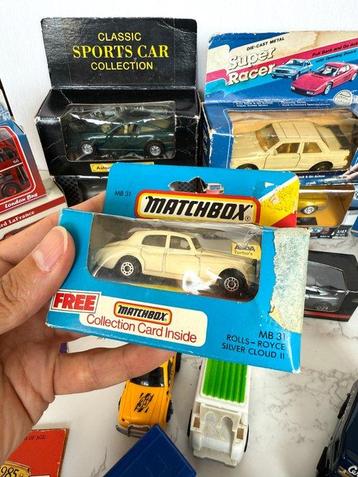 CLASSIC
SPORTS CAR
COLLECTION
DIE-CAST METAL
Super
Racer
London Bus
MB 31
MATCHBOX
FREE
MATCHBOX
Collection Card Inside
MB 31
ROLLS-ROYCE
SILVER CLOUD II